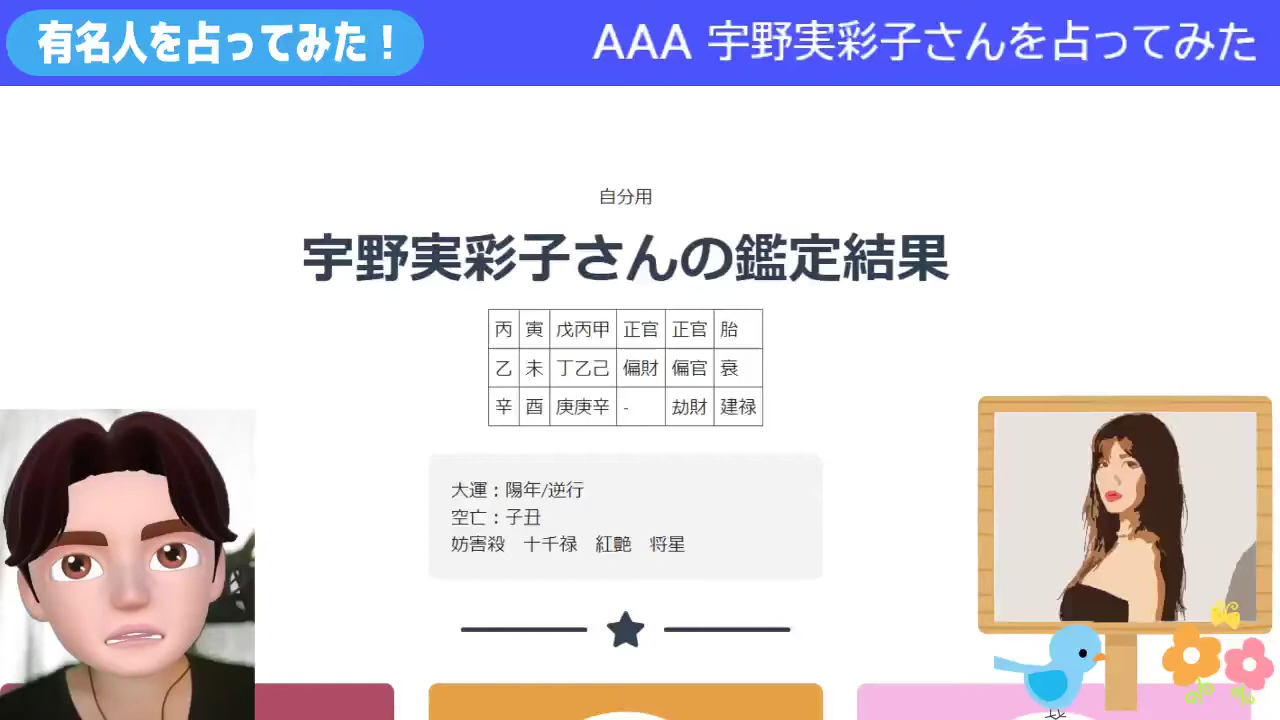 有名人を占ってみた！
AAA 宇野実彩子さんを占ってみた
自分用
宇野実彩子さんの鑑定結果
丙 寅 戊丙甲 正官 正官 胎
乙 未 丁乙己 偏財 偏官 衰
辛 酉 庚庚辛 - 劫財 建禄
大運：陽年/逆行
空亡：子丑
妨害殺 十千禄 紅艶 将星